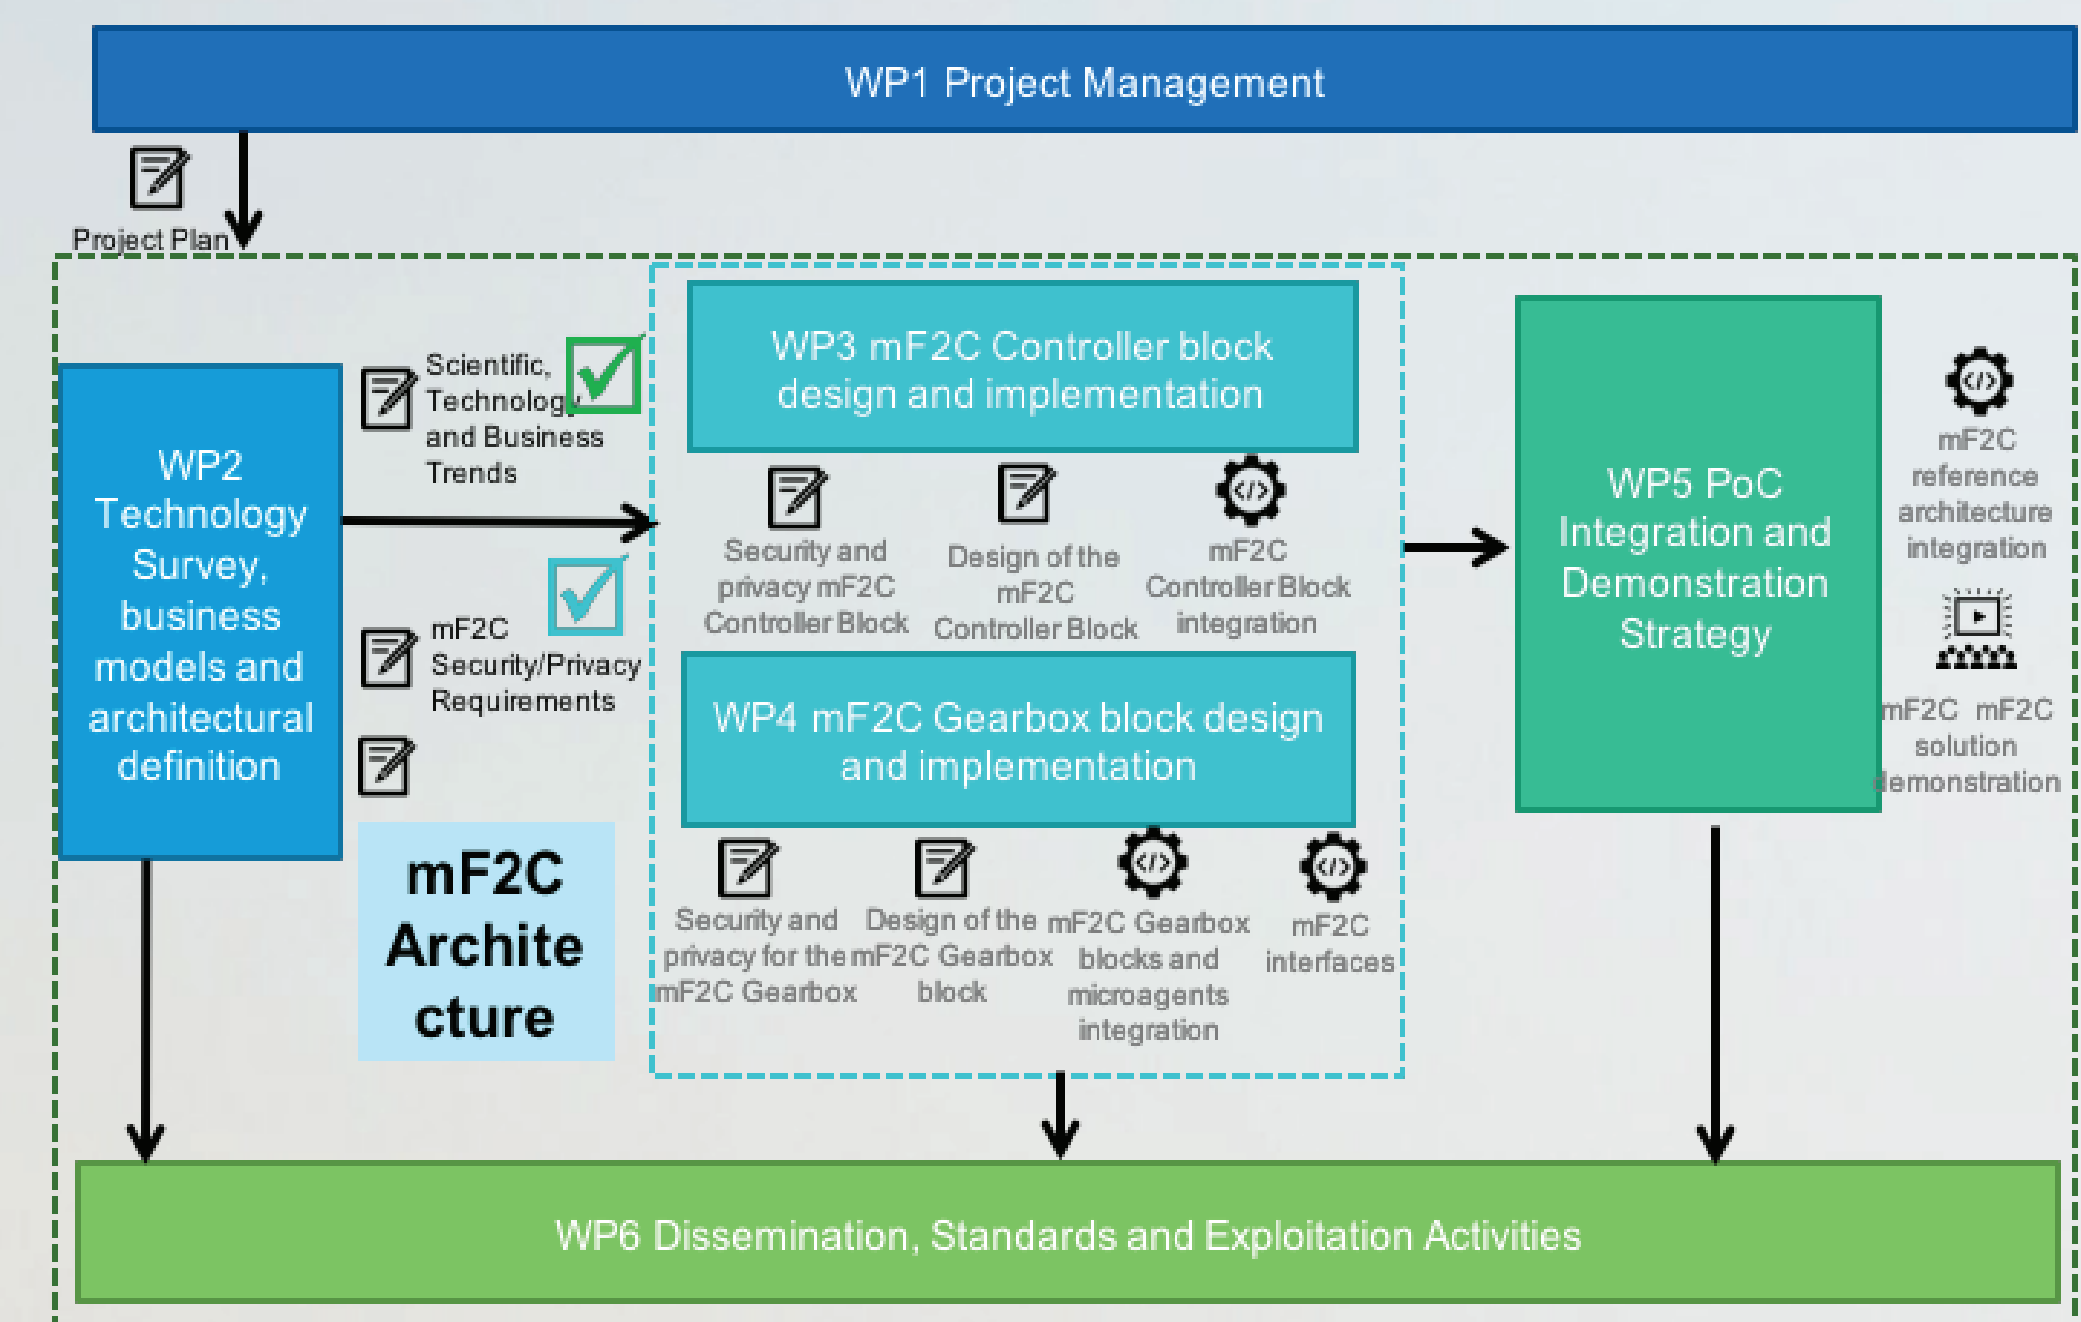 WP1 Project Management
Project Plan
WP2
Technology
Survey,
business
models and
architectural
definition
Scientific,
Technology
and Business
Trends
mF2C
Security/Privacy
Requirements
mF2C
Archite
cture
WP3 mF2C Controller block
design and implementation
Security and
privacy mF2C
Controller Block
Design of the
mF2C
Controller Block
mF2C
Controller Block
integration
WP4 mF2C Gearbox block design
and implementation
Security and
privacy for the
mF2C Gearbox
Design of the
mF2C Gearbox
block
mF2C Gearbox
blocks and
microagents
integration
mF2C
interfaces
WP5 PoC
Integration and
Demonstration
Strategy
mF2C
reference
architecture
integration
mF2C mF2C
solution
demonstration
WP6 Dissemination, Standards and Exploitation Activities